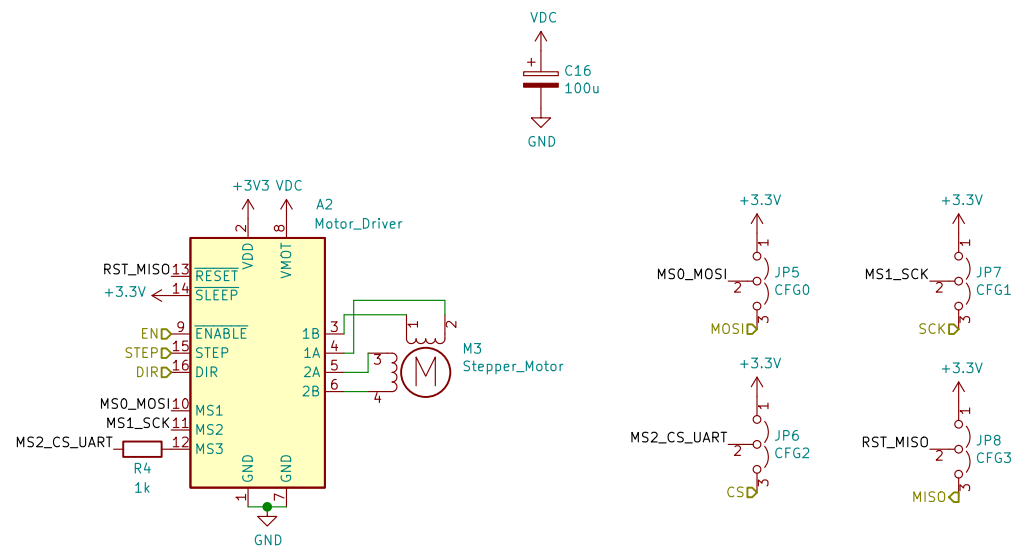 VDC
+
C16
100u
GND
+3V3 VDC
A2
Motor_Driver
2
8
VDD
VMOT
RST_MISO 13 RESET
+3.3V 14 SLEEP
EN 9 ENABLE
STEP 15 STEP
DIR 16 DIR
MS0_MOSI 10 MS1
MS1_SCK 11 MS2
MS2_CS_UART 12 MS3
R4
1k
1B 3
1A 4
2A 5
2B 6
1
2
3
4
M
M3
Stepper_Motor
GND
GND
1
7
GND
+3.3V
1
MS0_MOSI
2
JP5
CFG0
3
MOSI
+3.3V
1
MS1_SCK
2
JP7
CFG1
3
SCK
+3.3V
1
MS2_CS_UART
2
JP6
CFG2
3
CS
+3.3V
1
RST_MISO
2
JP8
CFG3
3
MISO